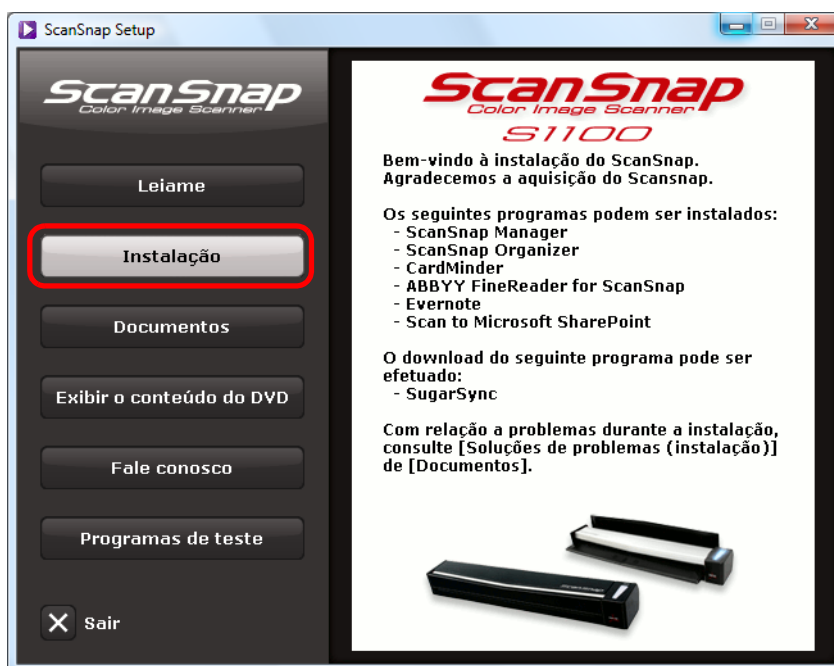 ScanSnap Setup
ScanSnap
Color Image Scanner
Leiame
Instalação
Documentos
Exibir o conteúdo do DVD
Fale conosco
Programas de teste
Sair
ScanSnap
Color Image Scanner
S1100
Bem-vindo à instalação do ScanSnap.
Agradecemos a aquisição do Scansnap.
Os seguintes programas podem ser instalados:
- ScanSnap Manager
- ScanSnap Organizer
- CardMinder
- ABBYY FineReader for ScanSnap
- Evernote
- Scan to Microsoft SharePoint
O download do seguinte programa pode ser
efetuado:
- SugarSync
Com relação a problemas durante a instalação,
consulte [Soluções de problemas (instalação)]
de [Documentos].
ScanSnap